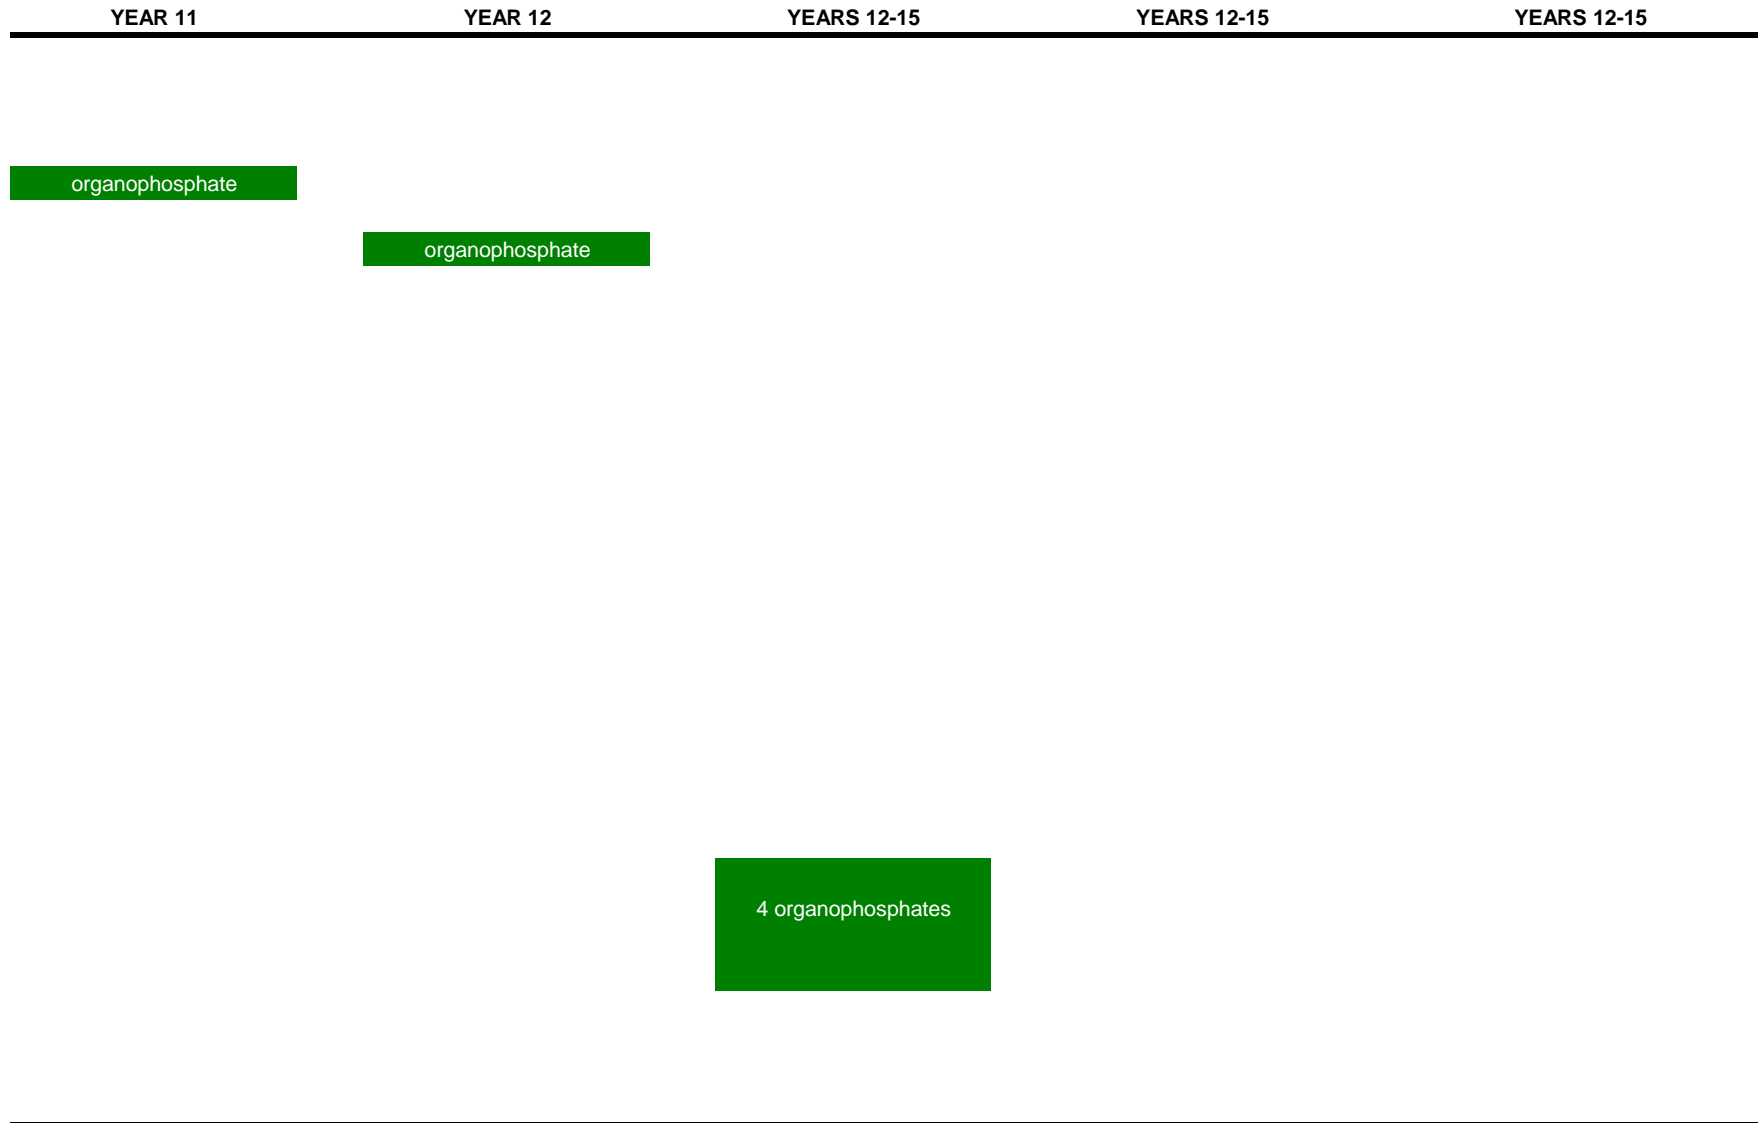 YEAR 11 YEAR 12 YEARS 12-15 YEARS 12-15 YEARS 12-15
organophosphate
organophosphate
4 organophosphates